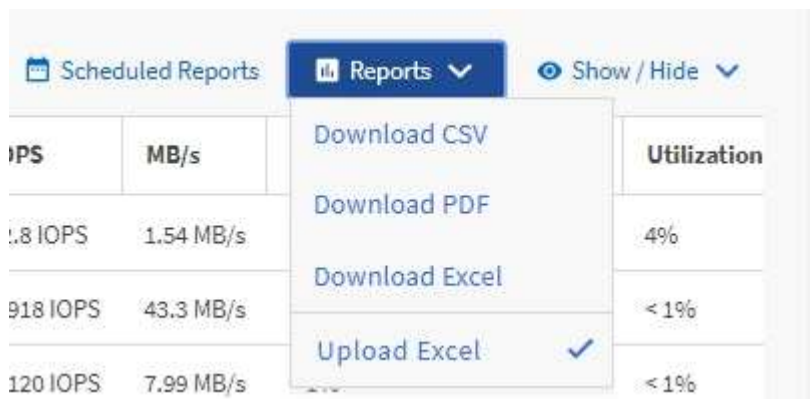 Scheduled Reports Reports Show / Hide
MB/s Utilization
Download CSV
1.54 MB/s 4%
Download PDF
Download Excel
918 IOPS 43.3 MB/s < 1%
Upload Excel
120 IOPS 7.99 MB/s < 1%